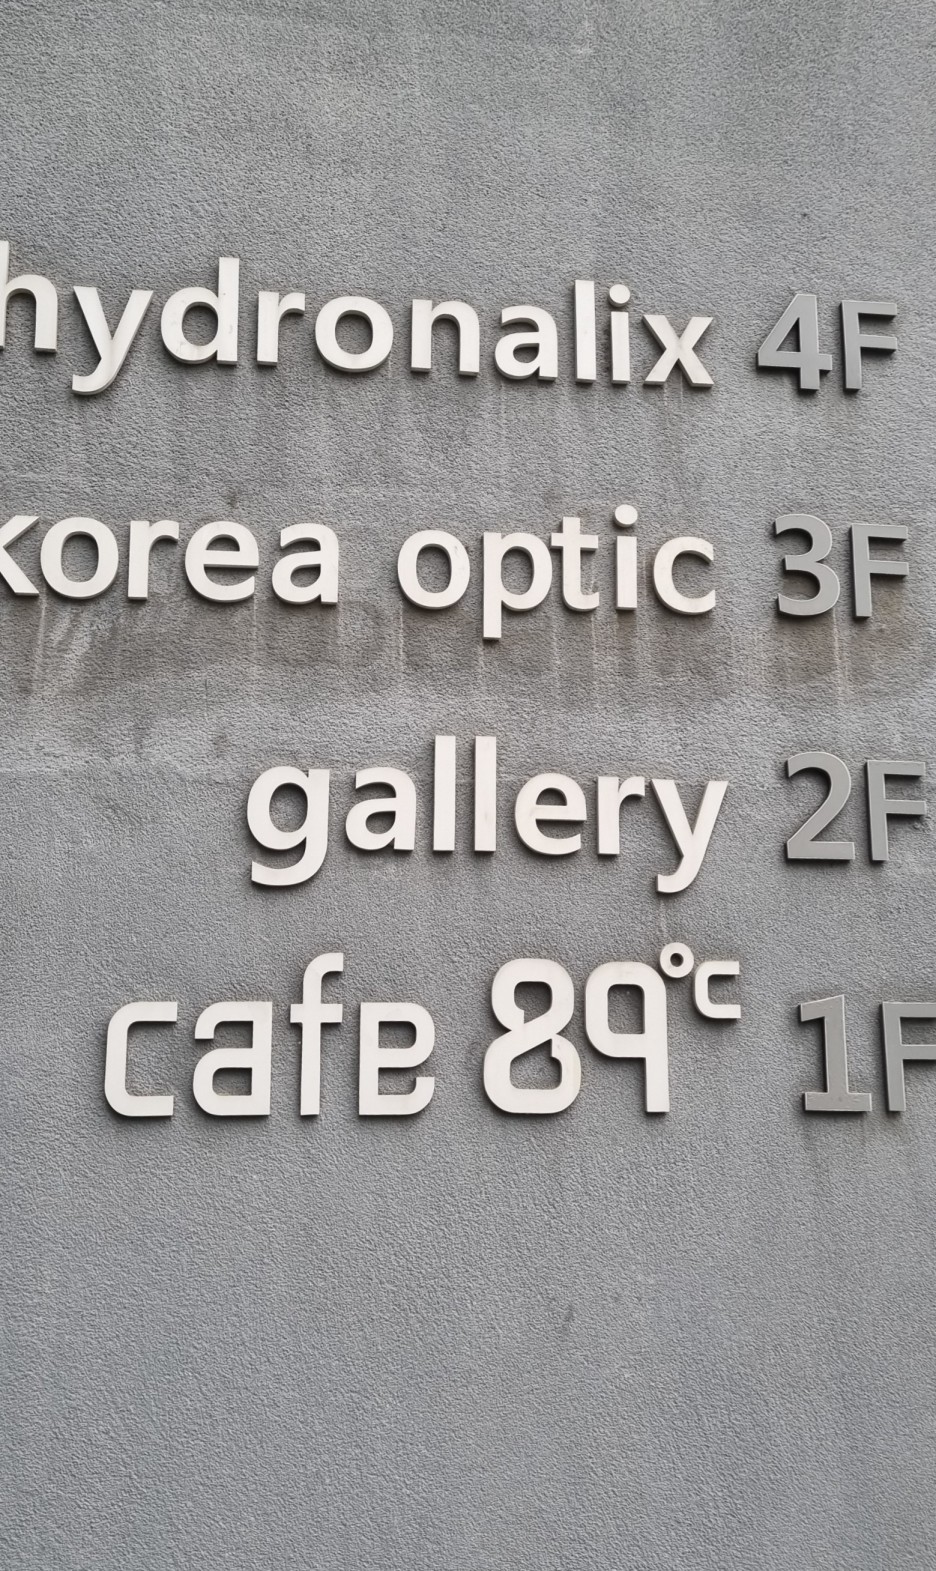 hydronalix 4F
korea optic 3F
gallery 2F
cafe 89°c 1F